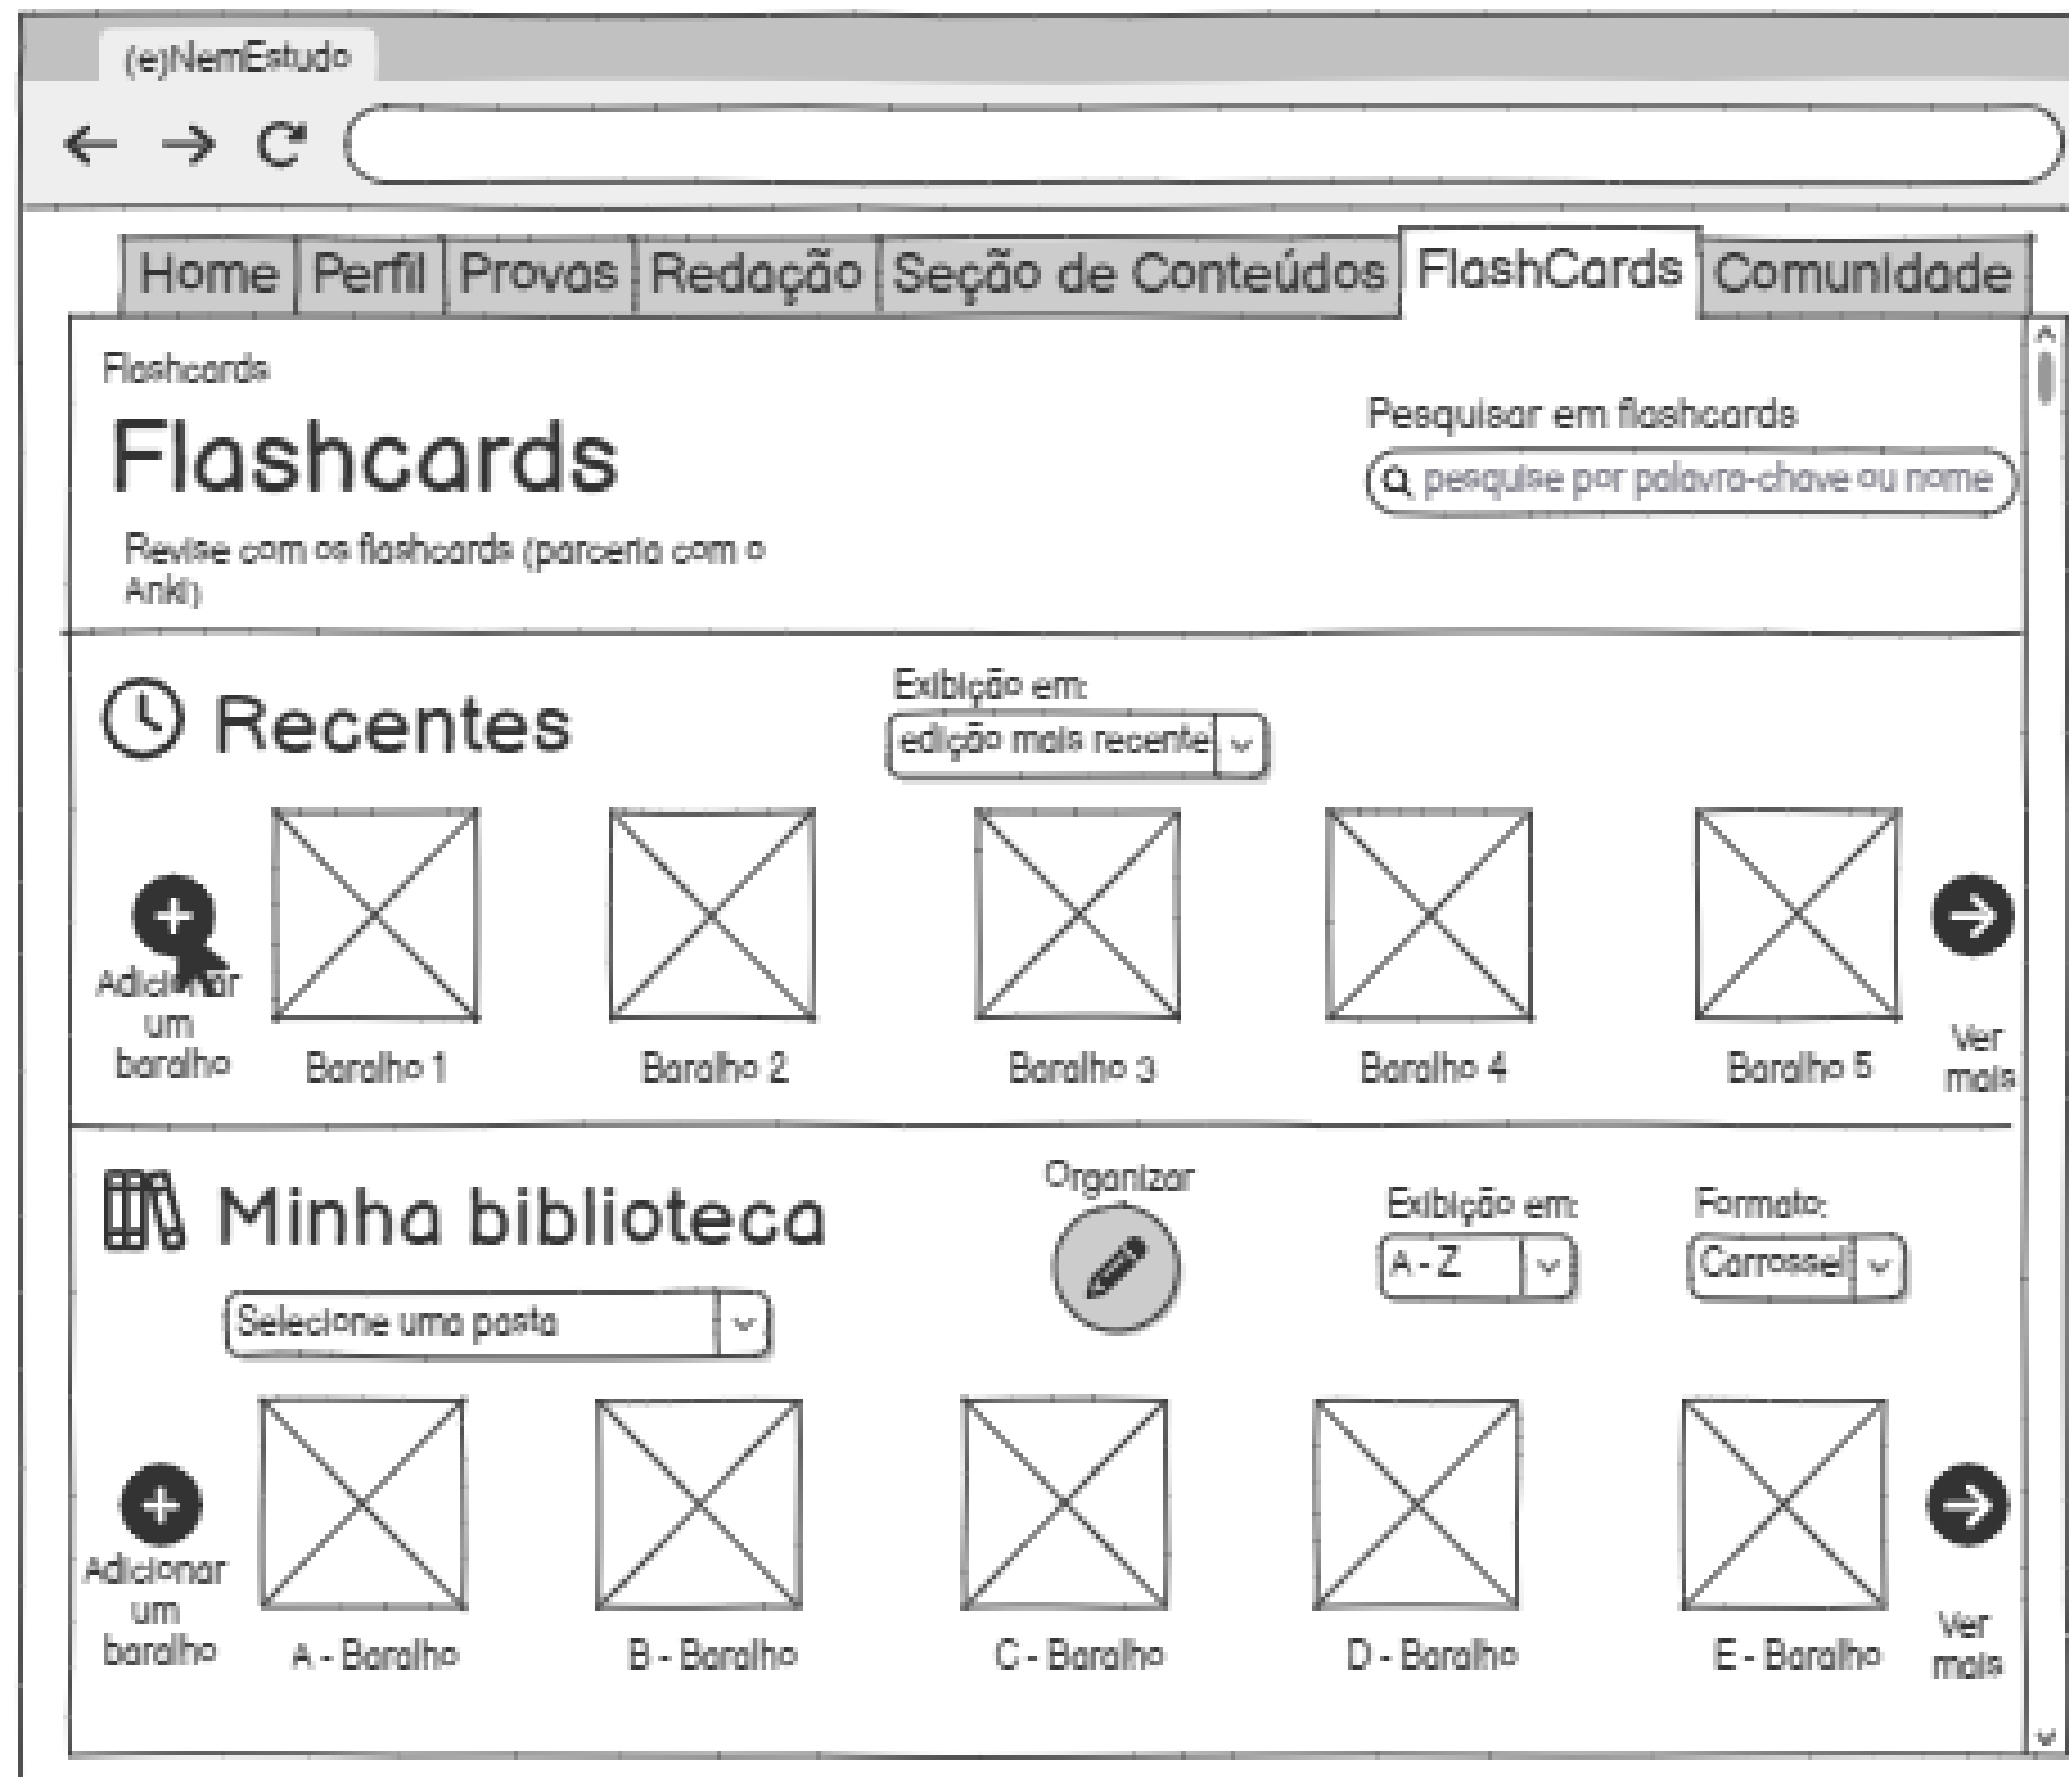 (e)NemEstudo
Home Perfil Provas Redação Seção de Conteúdos FlashCards Comunidade
Flashcards
Flashcards
Pesquisar em flashcards
pesquise por palavra-chave ou nome
Revise com os flashcards (parceria com o
Anki)
Recentes
Exibição em:
edição mais recente
Adicionar
um
baralho
Baralho 1
Baralho 2
Baralho 3
Baralho 4
Baralho 5
Ver
mais
Minha biblioteca
Selecione uma pasta
Organizar
Exibição em:
A - Z
Formato:
Carrossel
Adicionar
um
baralho
A - Baralho
B - Baralho
C - Baralho
D - Baralho
E - Baralho
Ver
mais